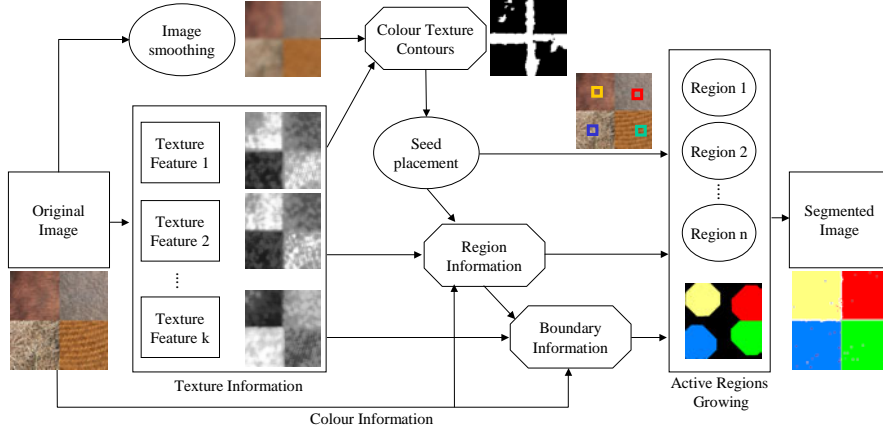 Image
smoothing
Colour Texture
Contours
Region 1
Texture
Feature 1
Seed
placement
Region 2
Original
Image
Texture
Feature 2
Region
Information
Region n
Segmented
Image
Texture
Feature k
Boundary
Information
Texture Information
Active Regions
Growing
Colour Information